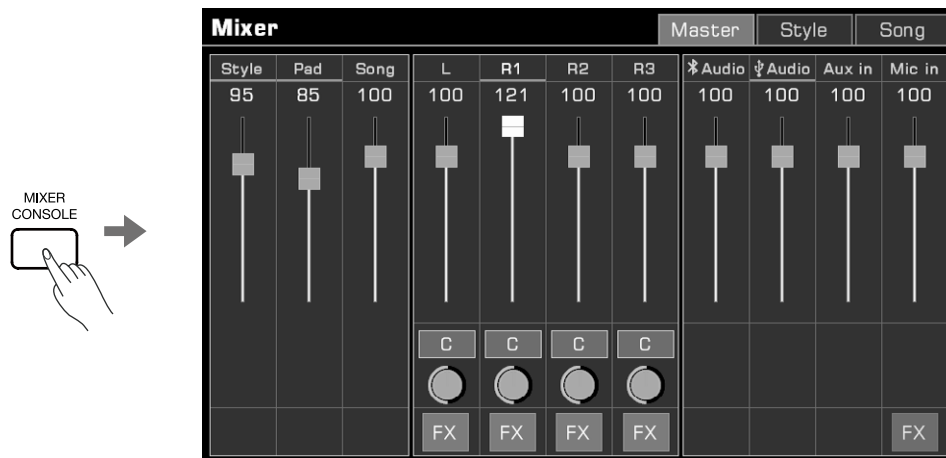 Mixer Master Style Song
Style Pad Song L R1 R2 R3 Audio Audio Aux in Mic in
95 85 100 100 121 100 100 100 100 100 100
MIXER
CONSOLE
C C C C
FX FX FX FX FX